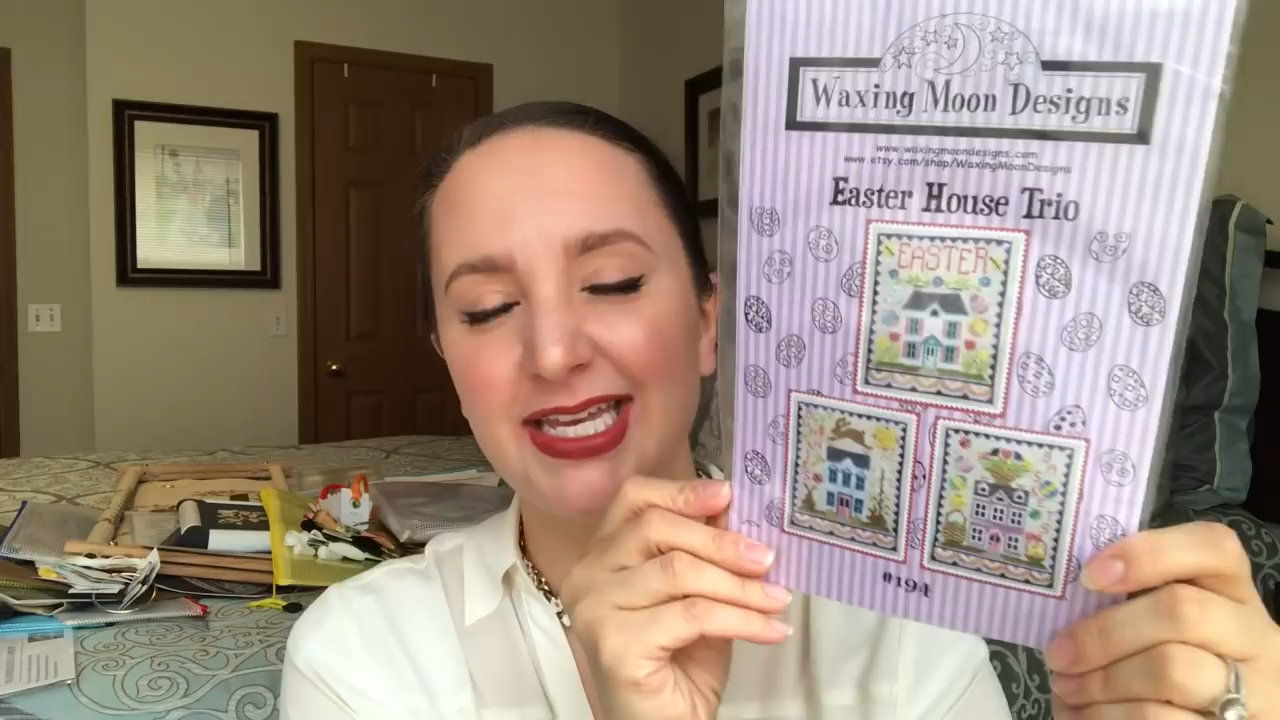 Waxing Moon Designs
www.waxingmoondesigns.com
www.etsy.com/shop/WaxingMoonDesigns
Easter House Trio
EASTER
#194